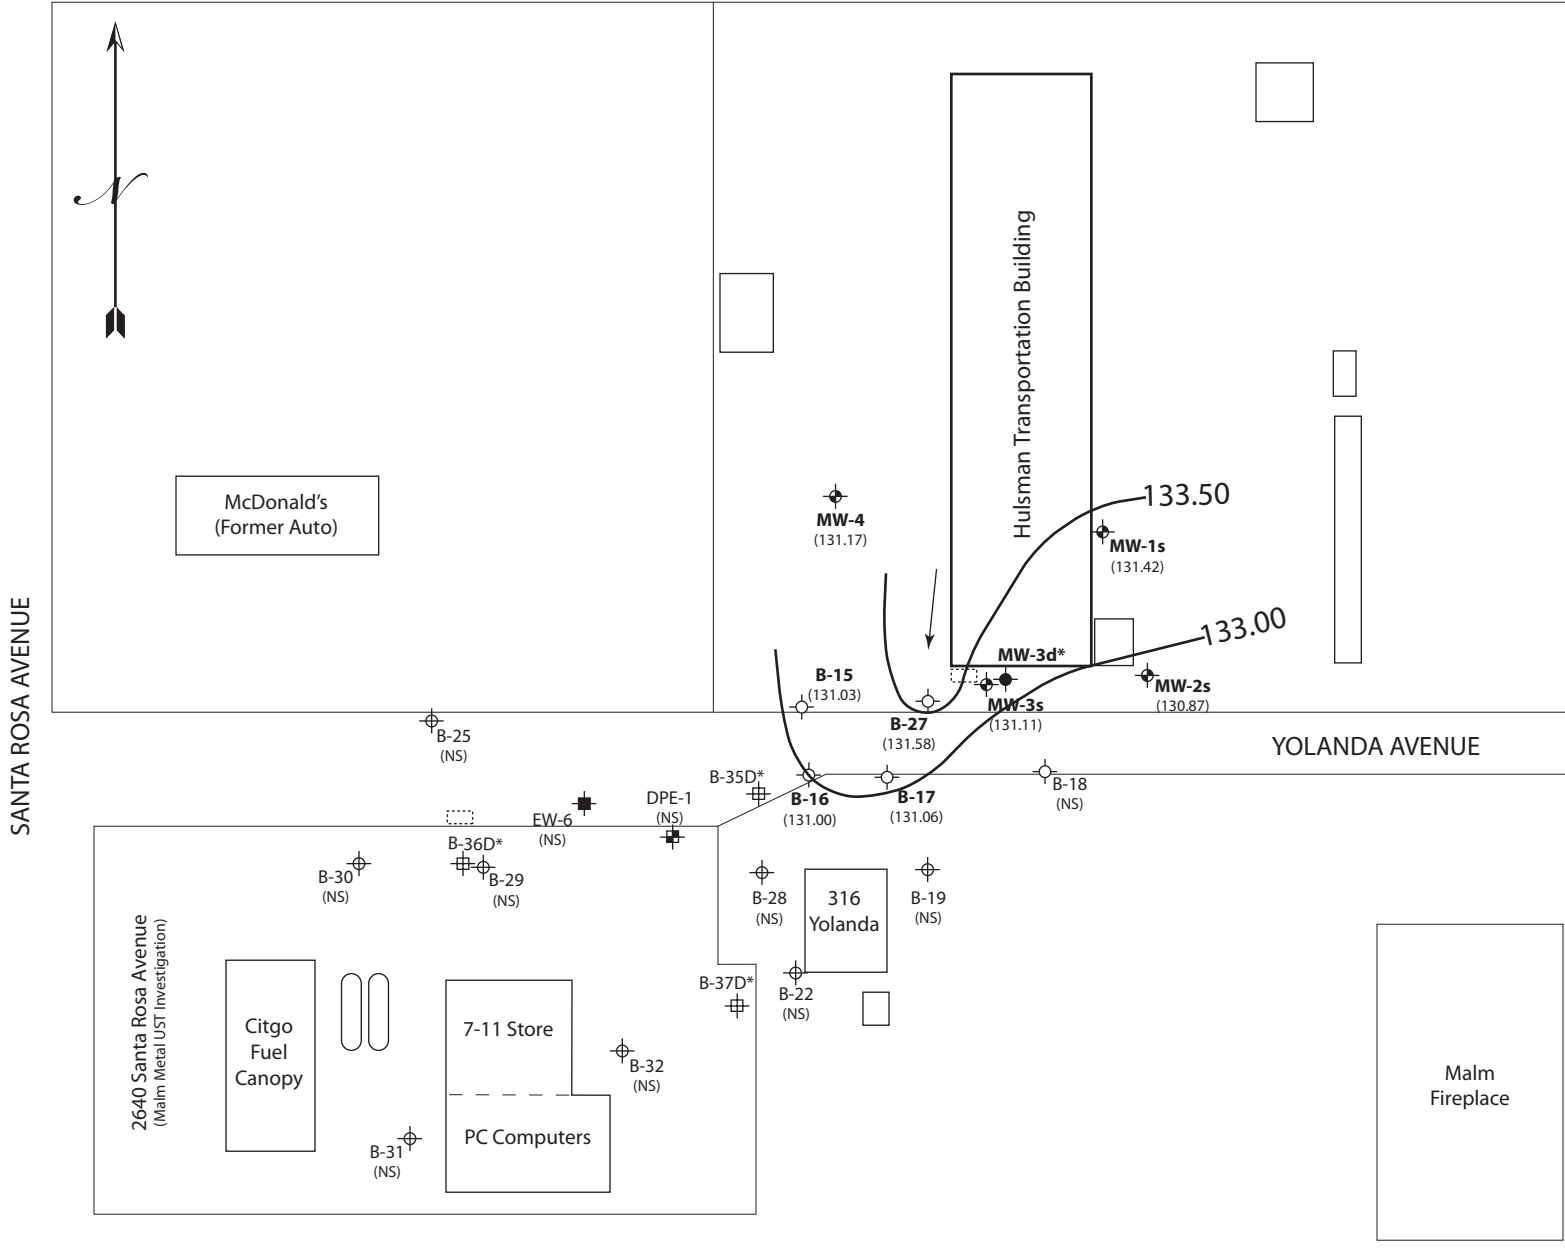 N
Hulsman Transportation Building
McDonald's
(Former Auto)
133.50
MW-4
(131.17)
MW-1s
(131.42)
133.00
SANTA ROSA AVENUE
MW-3d*
B-15
(131.03)
MW-2s
(130.87)
MW-3s
(131.11)
B-27
(131.58)
B-25
(NS)
YOLANDA AVENUE
B-35D*
B-18
(NS)
DPE-1
(NS)
B-16
(131.00)
B-17
(131.06)
EW-6
(NS)
B-36D*
B-30
(NS)
B-29
(NS)
B-28
(NS)
316
Yolanda
B-19
(NS)
2640 Santa Rosa Avenue
(Malm Metal UST Investigation)
B-37D*
B-22
(NS)
Citgo
Fuel
Canopy
7-11 Store
B-32
(NS)
Malm
Fireplace
PC Computers
B-31
(NS)